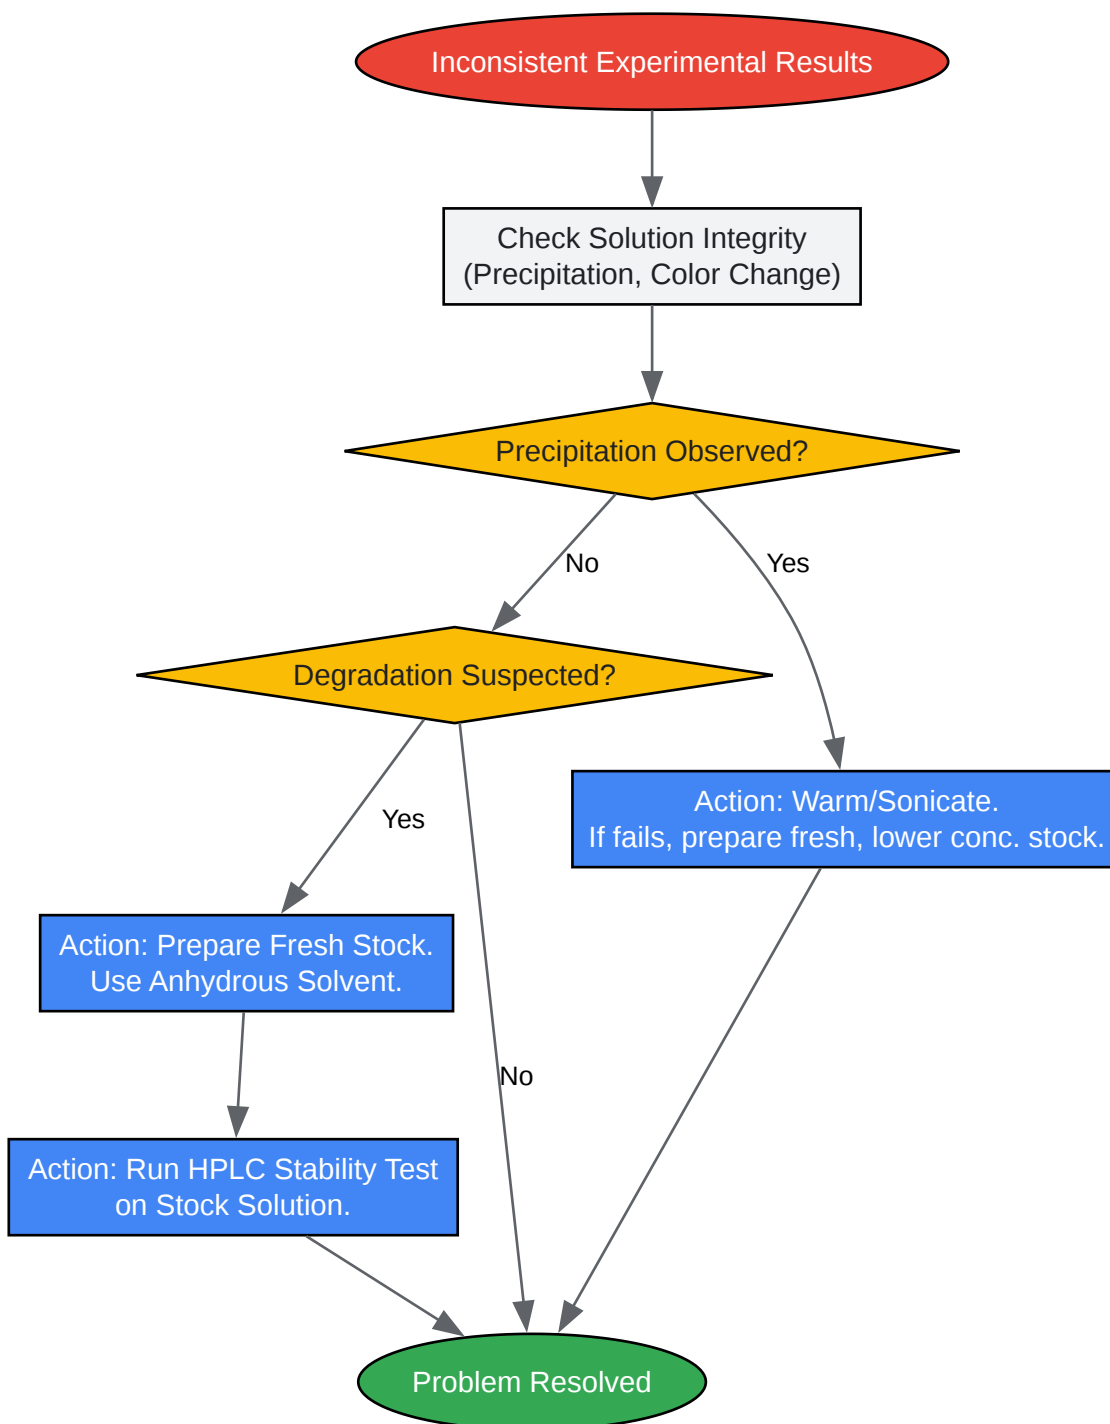 Inconsistent Experimental Results
Check Solution Integrity
(Precipitation, Color Change)
Precipitation Observed?
No
Yes
Degradation Suspected?
Action: Warm/Sonicate.
If fails, prepare fresh, lower conc. stock.
Yes
Action: Prepare Fresh Stock.
Use Anhydrous Solvent.
No
Action: Run HPLC Stability Test
on Stock Solution.
Problem Resolved